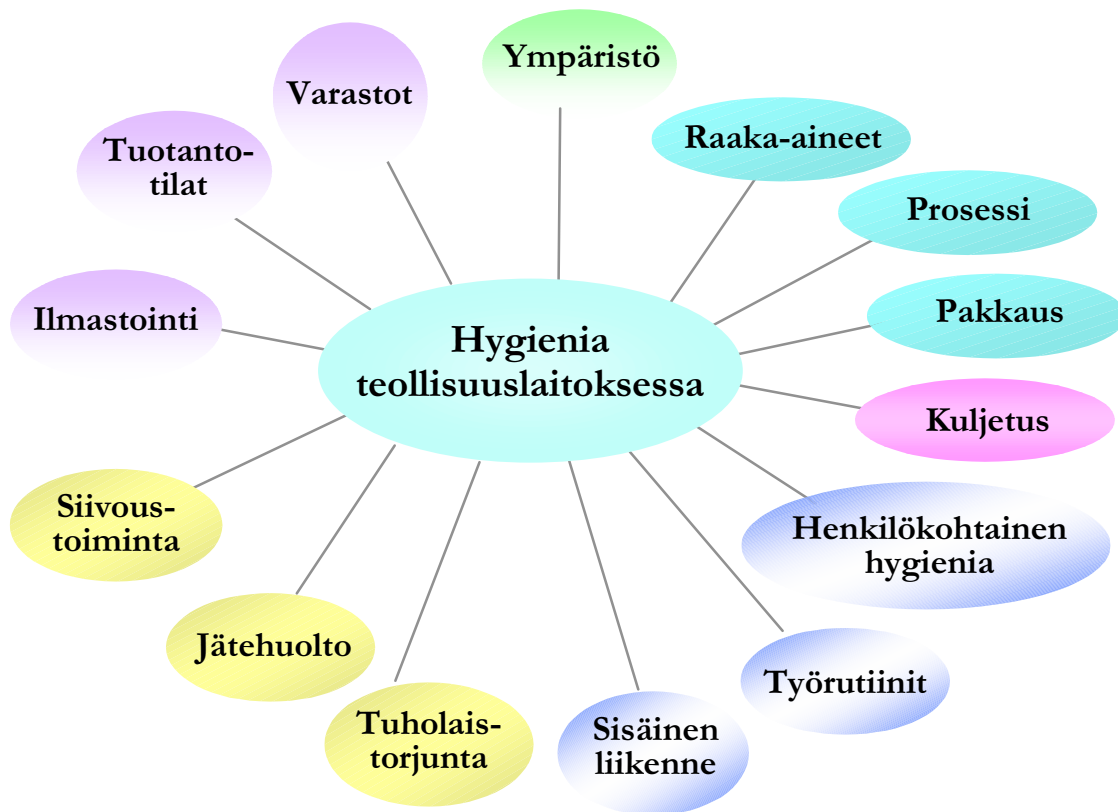 Ympäristö
Varastot
Raaka-aineet
Tuotanto-
tilat
Prosessi
Ilmastointi
Pakkaus
Hygienia
teollisuuslaitoksessa
Kuljetus
Siivous-
toiminta
Henkilökohtainen
hygienia
Jätehuolto
Työrutiinit
Tuholais-
torjunta
Sisäinen
liikenne